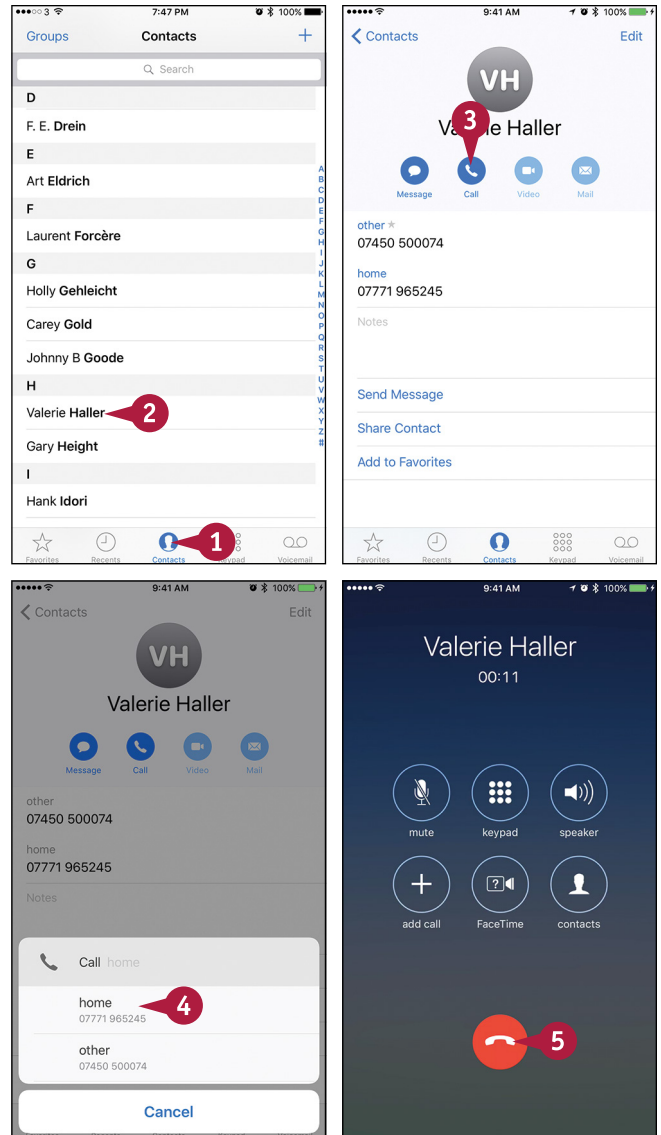 3 7:47 PM 100%
Groups Contacts +
Search
D
F. E. Drein
E
Art Eldrich
F
Laurent Forcère
G
Holly Gehleicht
Carey Gold
Johnny B Goode
H
Valerie Haller 2
Gary Height
I
Hank Idori
A
B
C
D
E
F
G
H
I
J
K
L
M
N
O
P
Q
R
S
T
U
V
W
X
Y
Z
#
1
Favorites Recents Contacts Keypad Voicemail
9:41 AM 100%
Contacts Edit
VH
3
Valerie Haller
Message Call Video Mail
other
07450 500074
home
07771 965245
Notes
Send Message
Share Contact
Add to Favorites
Favorites Recents Contacts Keypad Voicemail
9:41 AM 100%
Contacts Edit
VH
Valerie Haller
Message Call Video Mail
other
07450 500074
home
07771 965245
Notes
Call home
home
07771 965245
4
other
07450 500074
Cancel
9:41 AM 100%
Valerie Haller
00:11
mute keypad speaker
?
add call FaceTime contacts
5